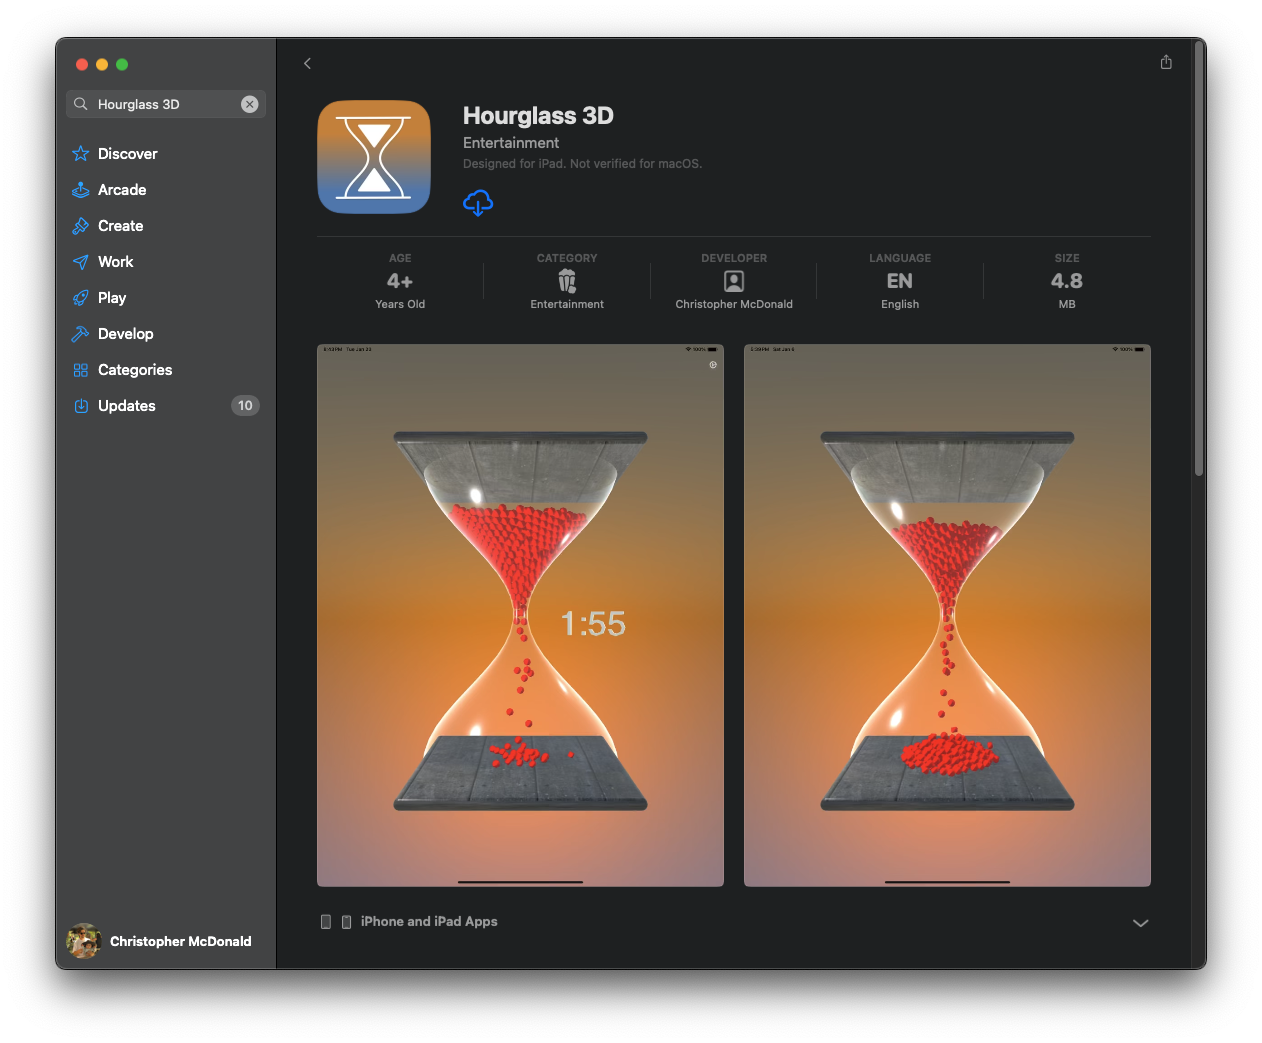 Hourglass 3D
Discover
Arcade
Create
Work
Play
Develop
Categories
Updates 10
Christopher McDonald
Hourglass 3D
Entertainment
Designed for iPad. Not verified for macOS.
AGE
4+
Years Old
CATEGORY
Entertainment
DEVELOPER
Christopher McDonald
LANGUAGE
EN
English
SIZE
4.8
MB
100%
1:55
100%
iPhone and iPad Apps